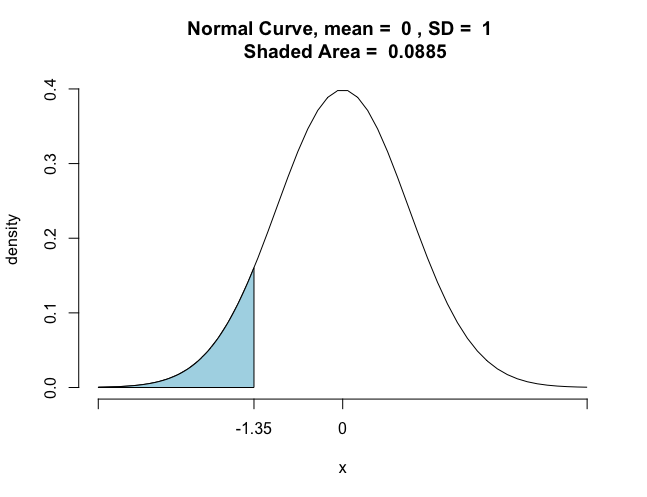 Normal Curve, mean =  0 , SD =  1
Shaded Area =  0.0885
0.4
0.3
0.2
0.1
0.0
density
-1.35
0
x